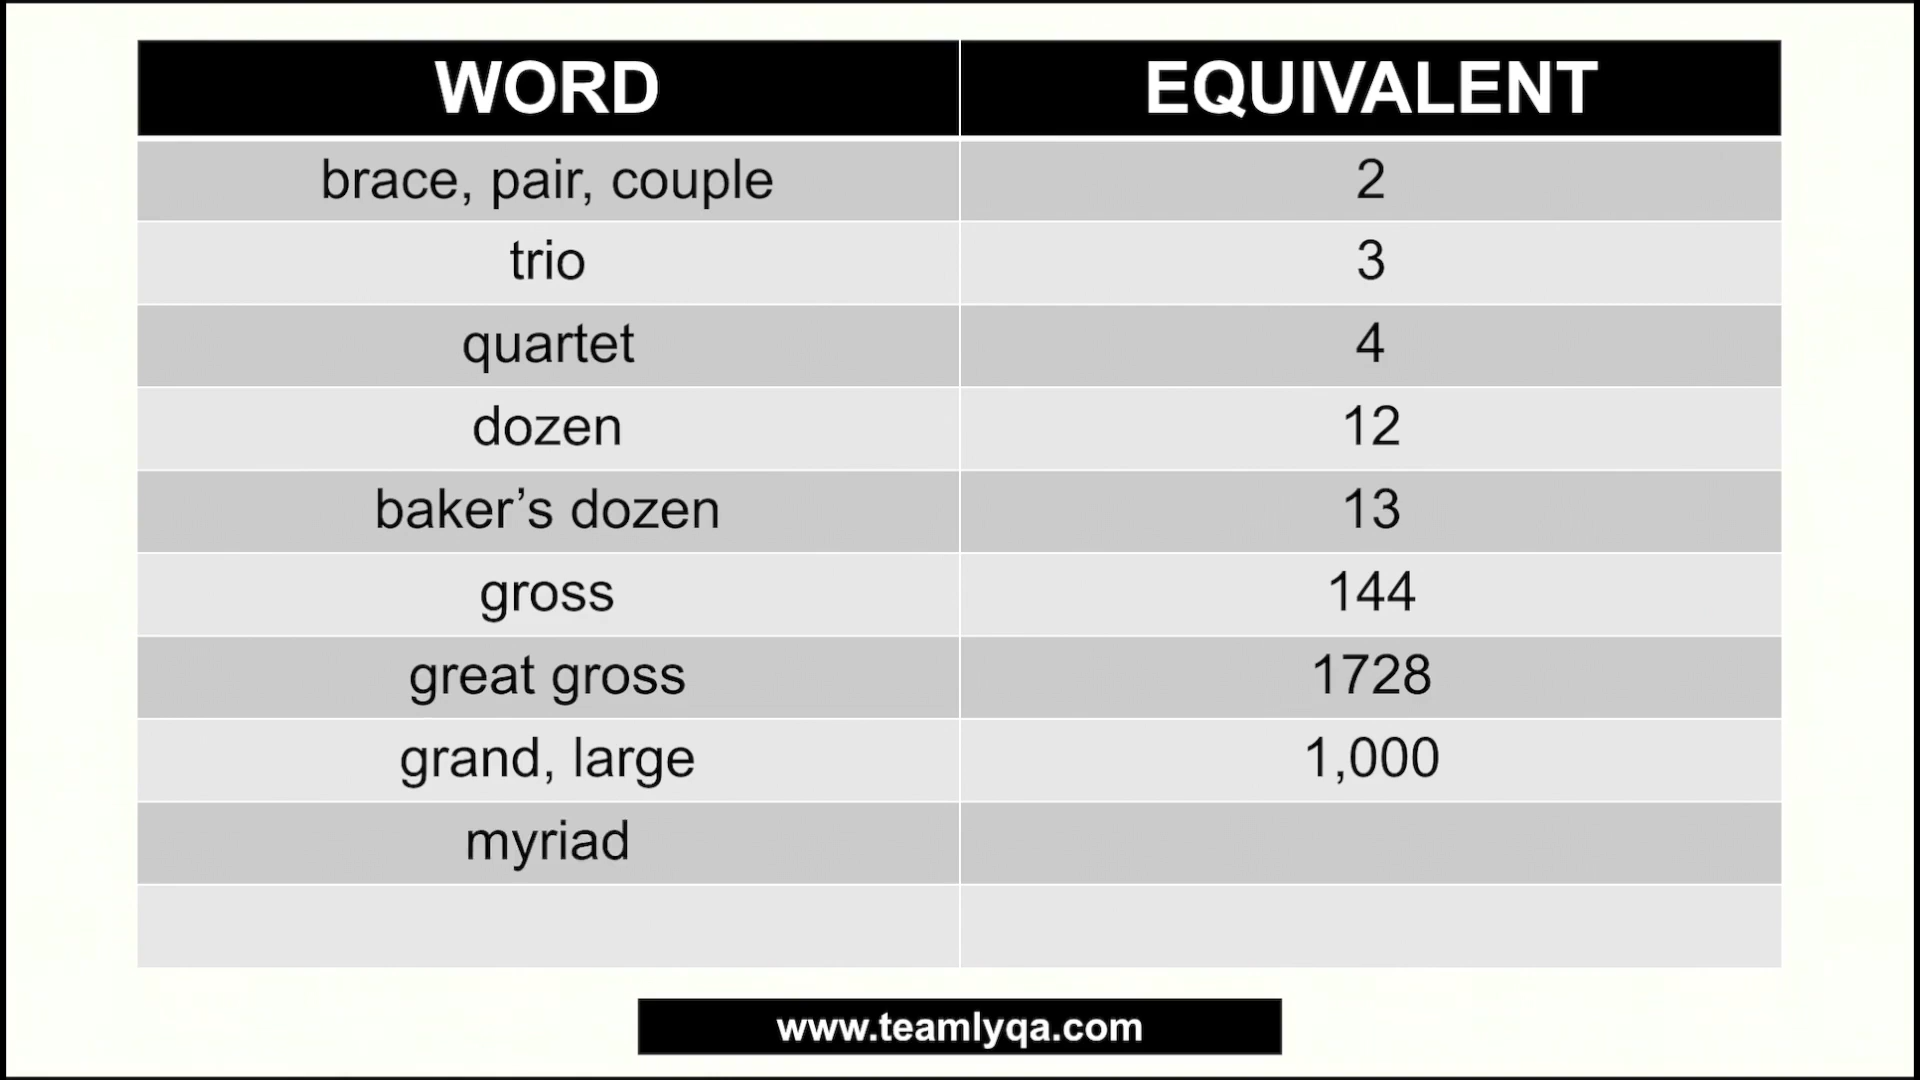 WORD EQUIVALENT
brace, pair, couple 2
trio 3
quartet 4
dozen 12
baker’s dozen 13
gross 144
great gross 1728
grand, large 1,000
myriad
www.teamlyqa.com